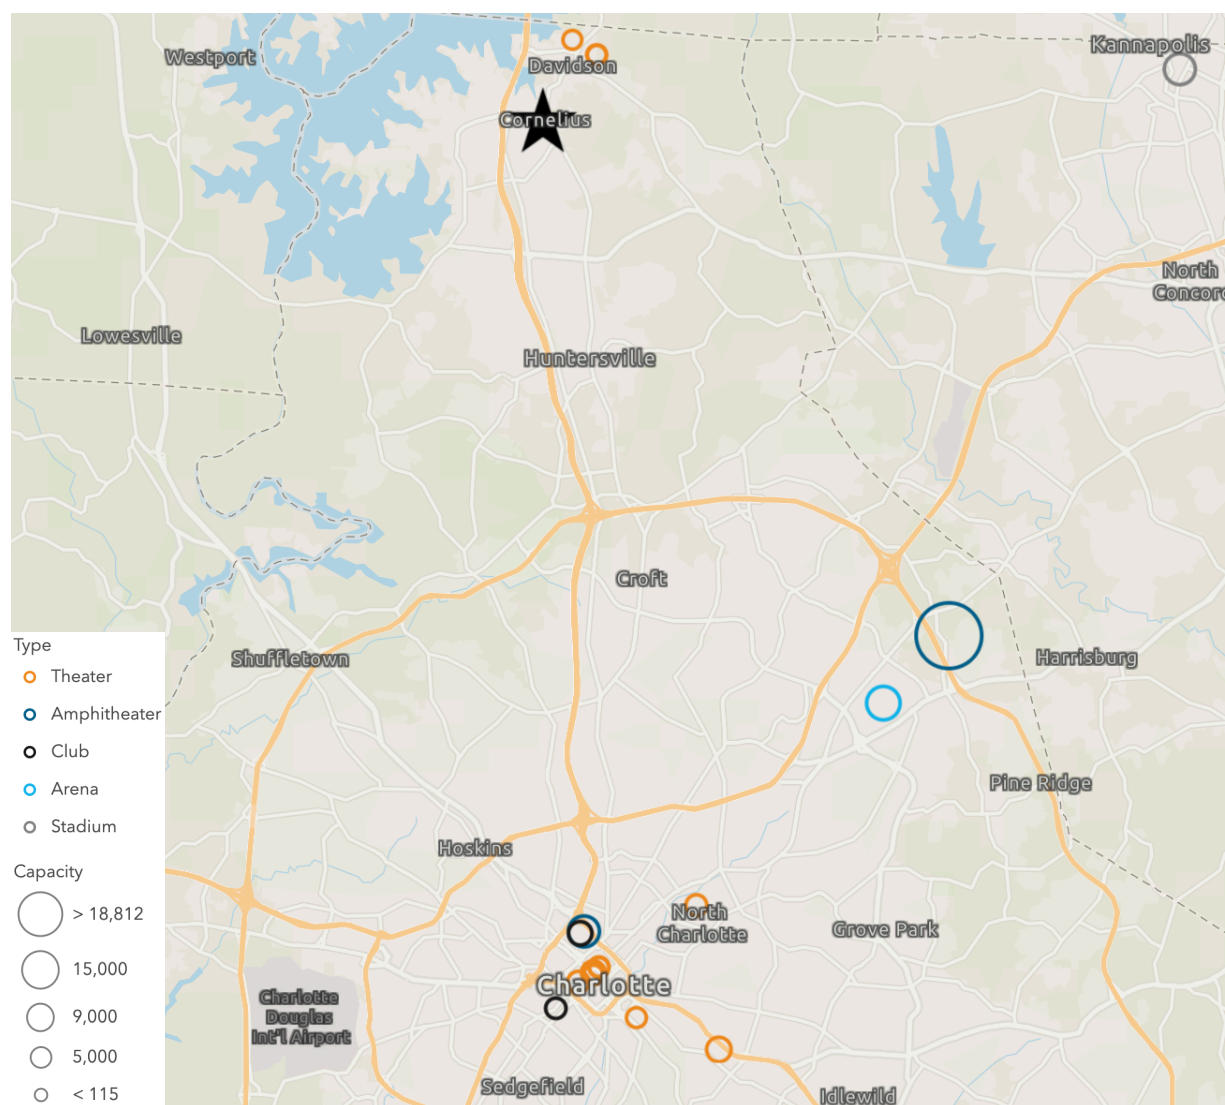 Westport
Kannapolis
Davidson
Cornelius
North
Concor
Lowesville
Huntersville
Croft
Shuffletown
Harrisburg
Pine Ridge
Hoskins
North
Charlotte
Grove Park
Charlotte
Charlotte
Douglas
Int'l Airport
Sedgefield
Idlewild
Type
Theater
Amphitheater
Club
Arena
Stadium
Capacity
> 18,812
15,000
9,000
5,000
< 115